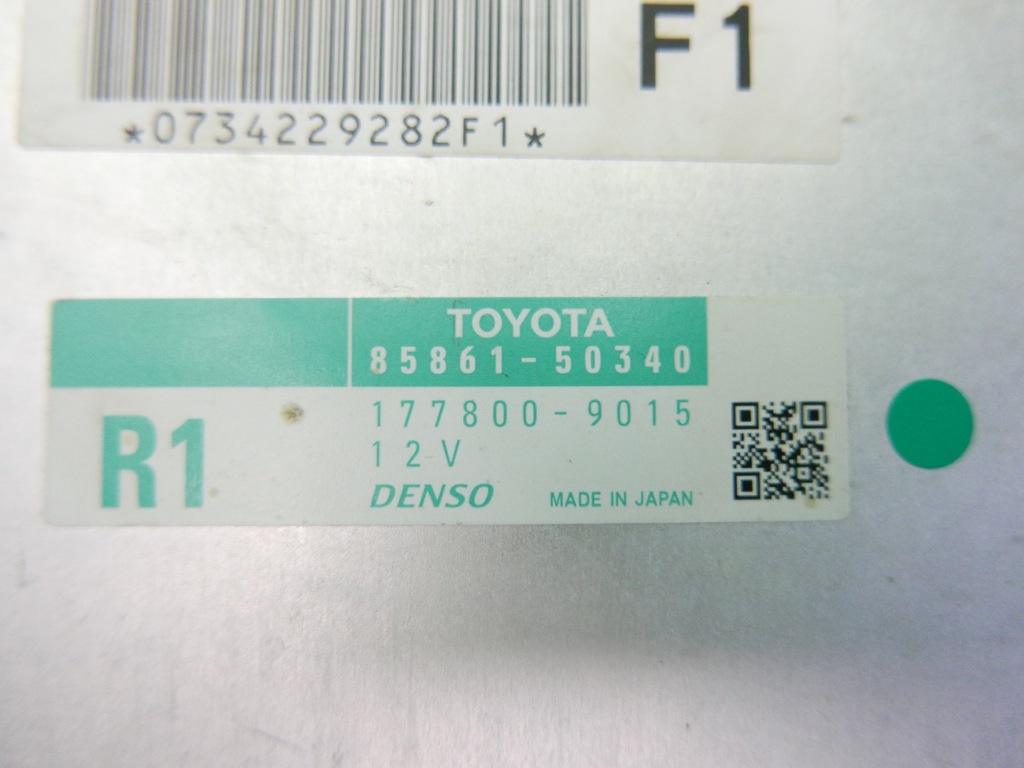 F1
*0734229282F1*
TOYOTA
85861-50340
R1
177800-9015
12V
DENSO
MADE IN JAPAN